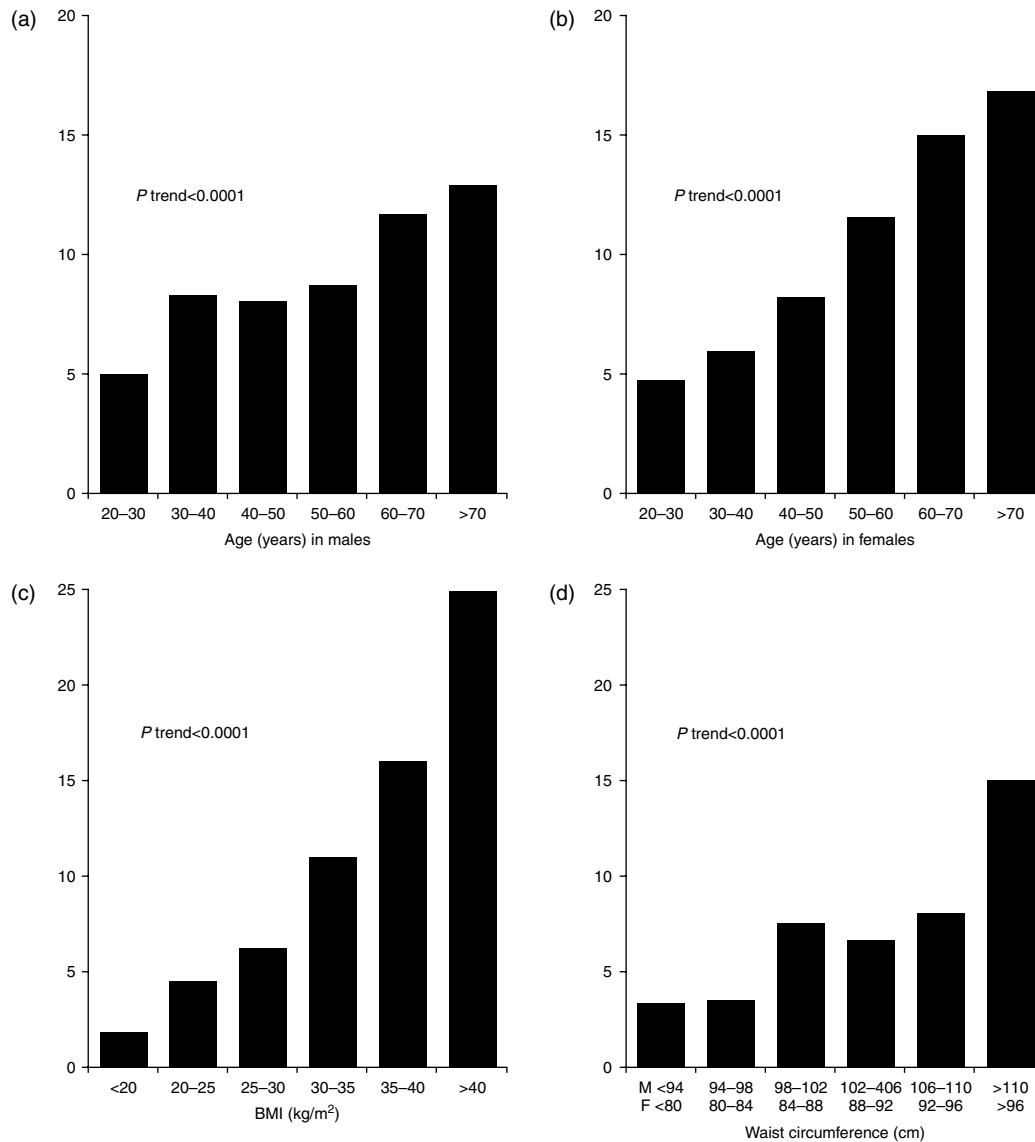 (a)
20
15
10
5
0
P trend<0.0001
20–30 30–40 40–50 50–60 60–70 >70
Age (years) in males
(b)
20
15
10
5
0
P trend<0.0001
20–30 30–40 40–50 50–60 60–70 >70
Age (years) in females
(c)
25
20
15
10
5
0
P trend<0.0001
<20 20–25 25–30 30–35 35–40 >40
BMI (kg/m²)
(d)
25
20
15
10
5
0
P trend<0.0001
M <94 94–98 98–102 102–406 106–110 >110
F <80 80–84 84–88 88–92 92–96 >96
Waist circumference (cm)